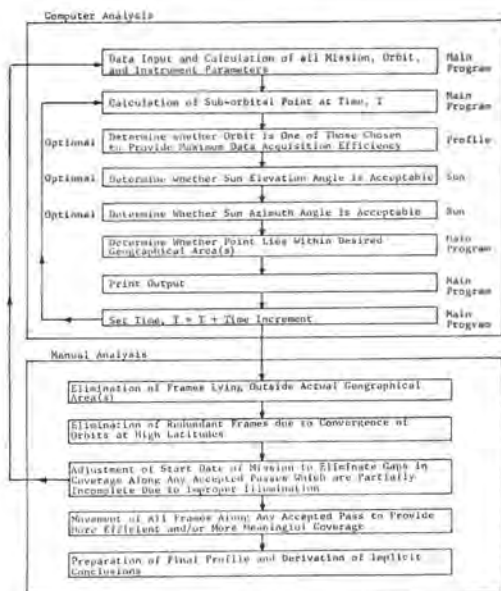 Computer Analysis
Data Input and Calculation of all Mission, Orbit,
and Instrument Parameters
Main
Program
Calculation of Sub-orbital Point at Time, T
Main
Program
Optional
Determine whether Orbit is One of Those Chosen
to Provide Maximum Data Acquisition Efficiency
Profile
Optional
Determine Whether Sun Elevation Angle is Acceptable
Sun
Optional
Determine Whether Sun Azimuth Angle is Acceptable
Sun
Determine Whether Point Lies Within Desired
Geographical Area(s)
Main
Program
Print Output
Main
Program
Set Time, T = T + Time Increment
Main
Program
Manual Analysis
Elimination of Frames Lying Outside Actual Geographical
Area(s)
Elimination of Redundant Frames due to Convergence of
Orbits at High Latitudes
Adjustment of Start Date of Mission to Eliminate Gaps in
Coverage Along Any Accepted Passes Which are Partially
Incomplete Due to Improper Illumination
Movement of All Frames Along Any Accepted Pass to Provide
More Efficient and/or More Meaningful Coverage
Preparation of Final Profile and Derivation of Implicit
Conclusions